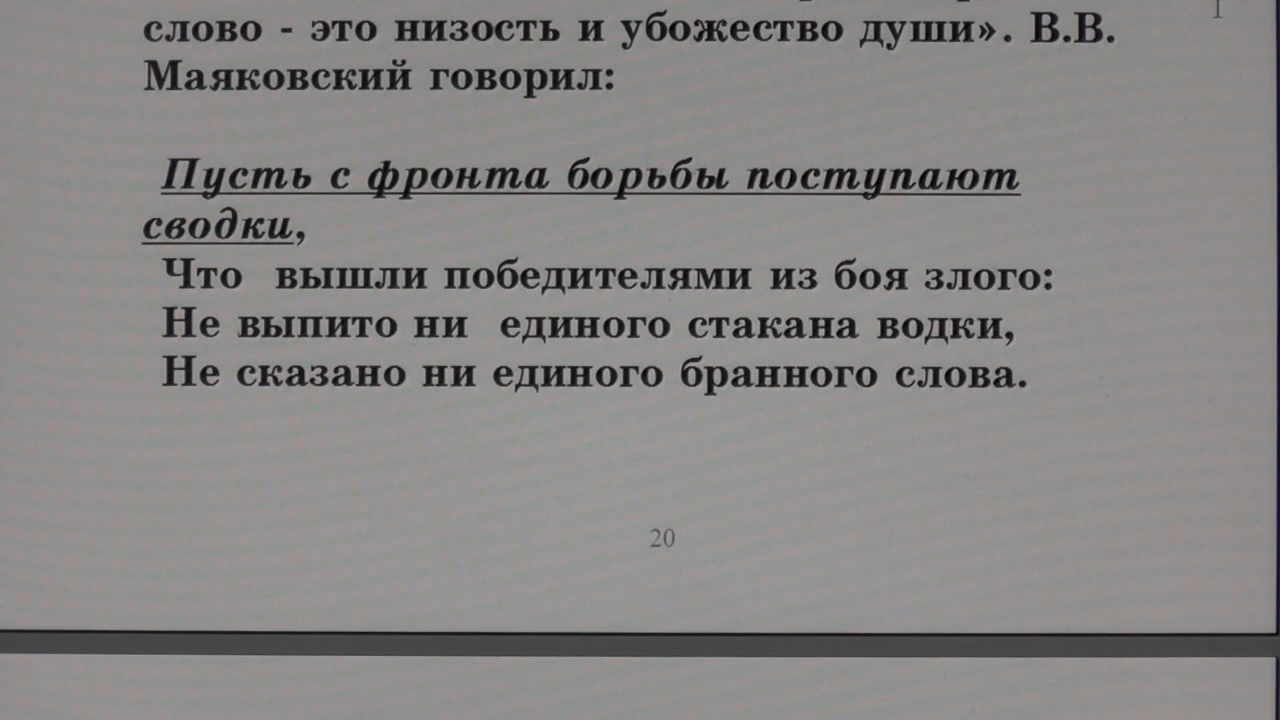 слово - это низость и убожество души». В.В.
Маяковский говорил:
Пусть с фронта борьбы поступают
сводки,
Что вышли победителями из боя злого:
Не выпито ни единого стакана водки,
Не сказано ни единого бранного слова.
20